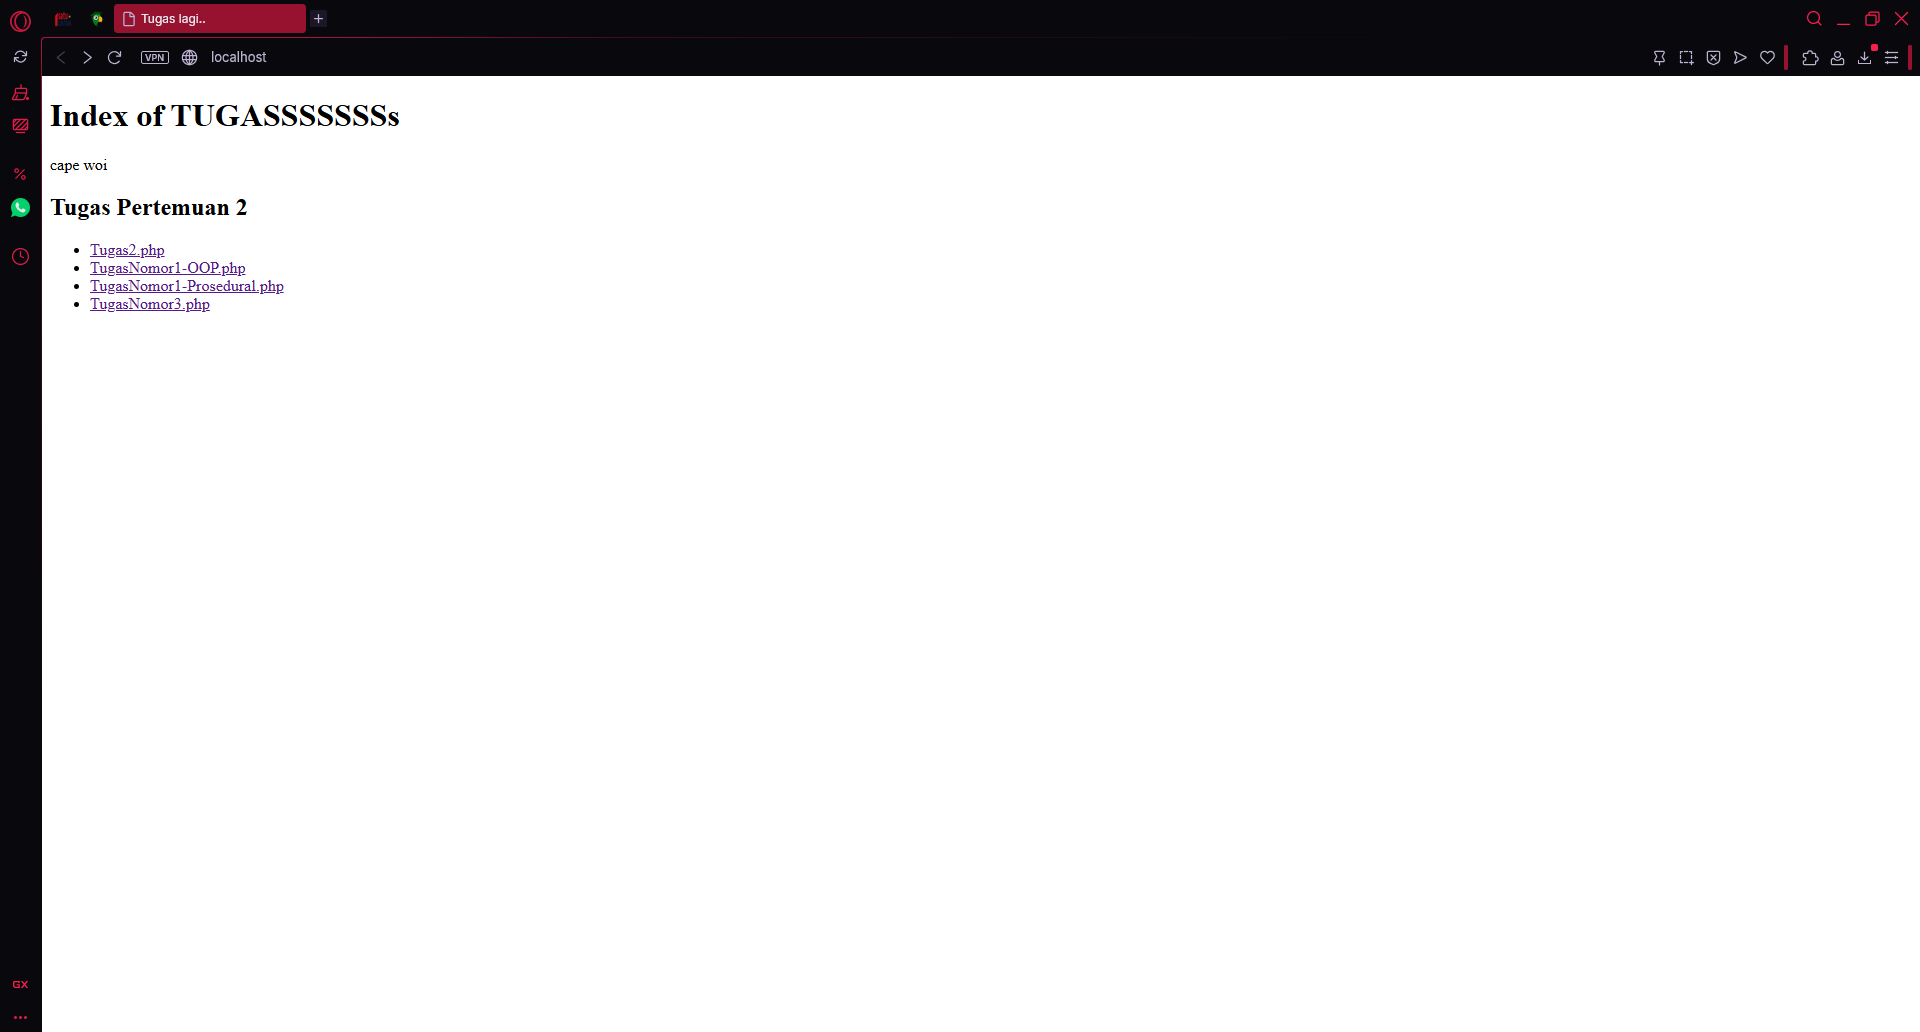 Tugas lagi..
VPN
localhost
Index of TUGASSSSSSSs
cape woi
Tugas Pertemuan 2
Tugas2.php
TugasNomor1-OOP.php
TugasNomor1-Prosedural.php
TugasNomor3.php
GX